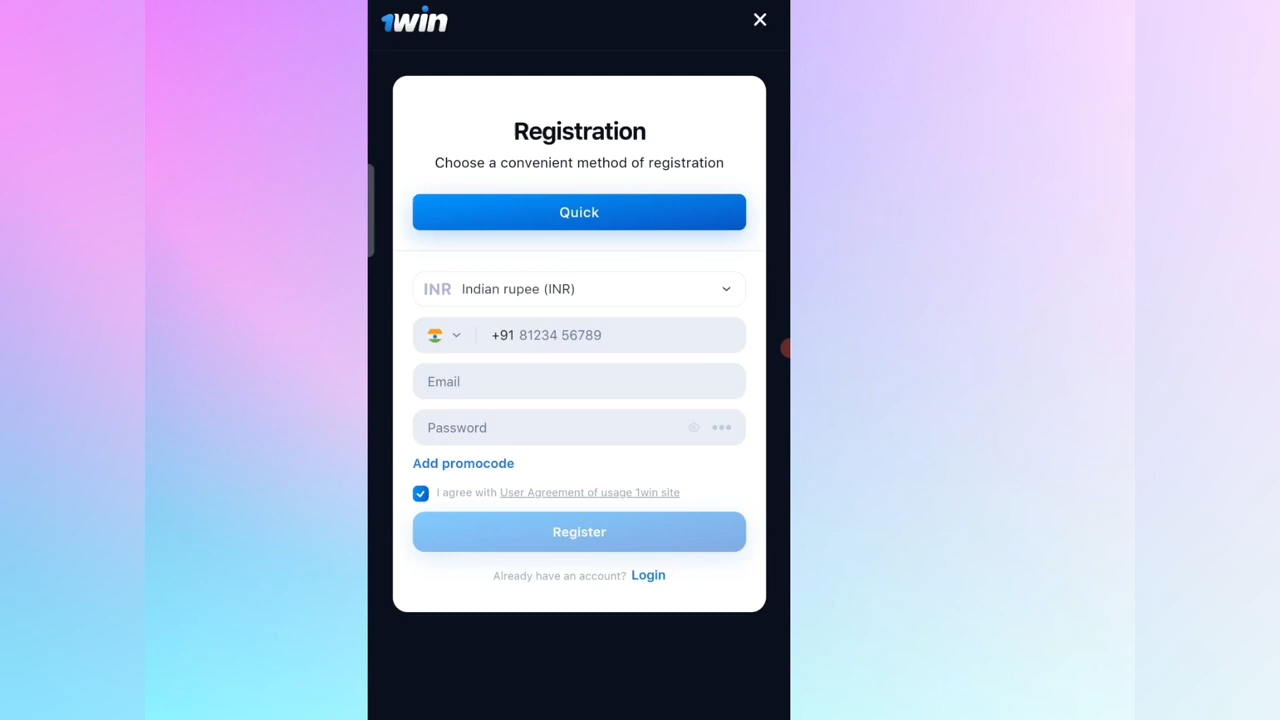 1win
Registration
Choose a convenient method of registration
Quick
INR Indian rupee (INR)
+91 81234 56789
Email
Password
Add promocode
I agree with User Agreement of usage 1win site
Register
Already have an account? Login